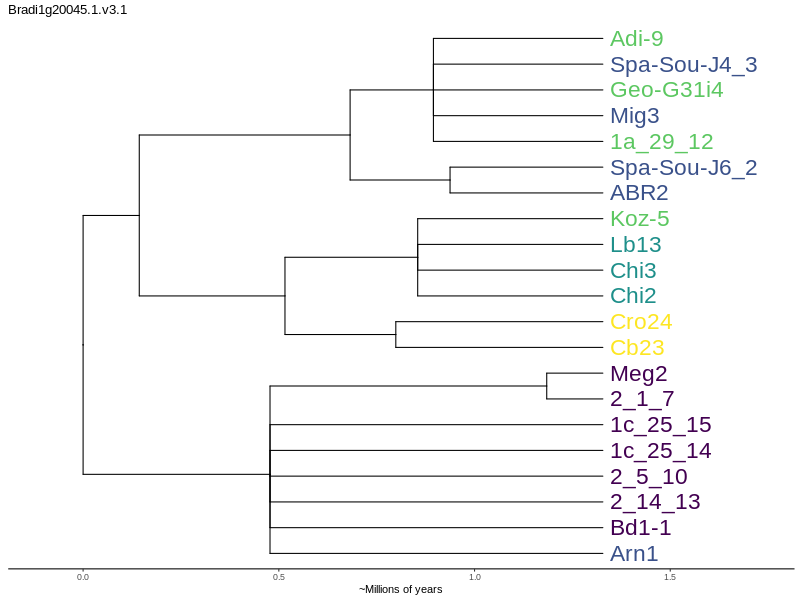 Bradi1g20045.1.v3.1
Adi-9
Spa-Sou-J4_3
Geo-G31i4
Mig3
1a_29_12
Spa-Sou-J6_2
ABR2
Koz-5
Lb13
Chi3
Chi2
Cro24
Cb23
Meg2
2_1_7
1c_25_15
1c_25_14
2_5_10
2_14_13
Bd1-1
Arn1
0.0 0.5 1.0 1.5
~Millions of years